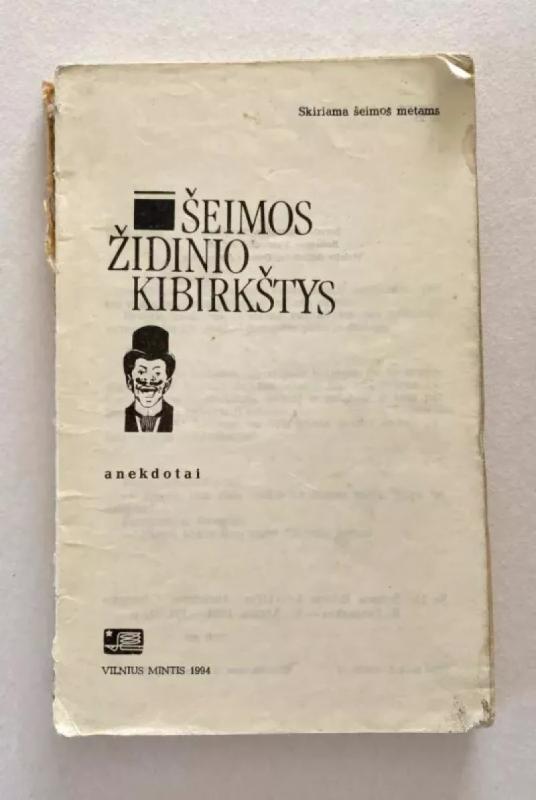 Skiriama šeimos metams
ŠEIMOS
ŽIDINIO
KIBIRKŠTYS
anekdotai
VILNIUS MINTIS 1994